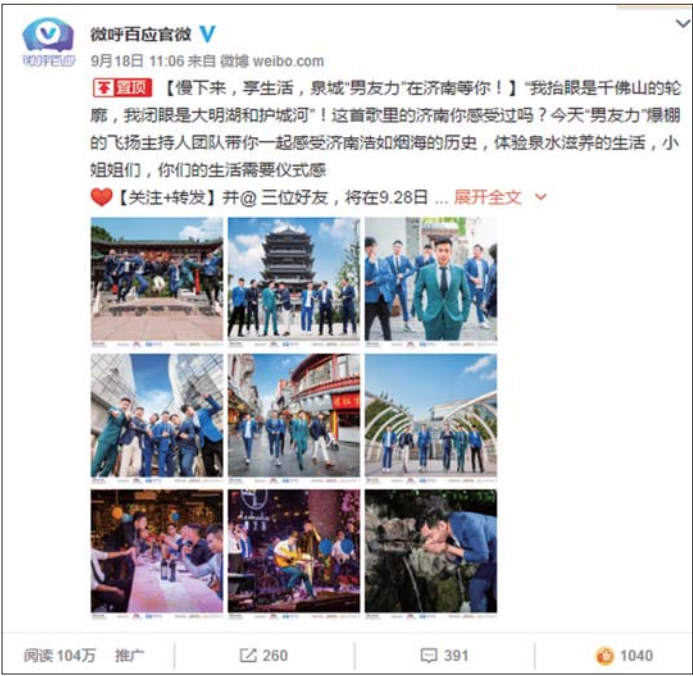 微呼百应官微
微呼百应
9月18日 11:06 来自 微博 weibo.com
置顶 【慢下来，享生活，泉城“男友力”在济南等你！】“我抬眼是千佛山的轮
廓，我闭眼是大明湖和护城河”！这首歌里的济南你感受过吗？今天“男友力”爆棚
的飞扬主持人团队带你一起感受济南浩如烟海的历史，体验泉水滋养的生活，小
姐姐们，你们的生活需要仪式感
【关注+转发】并@ 三位好友，将在9.28日 ... 展开全文
阅读 104万 推广 260 391 1040